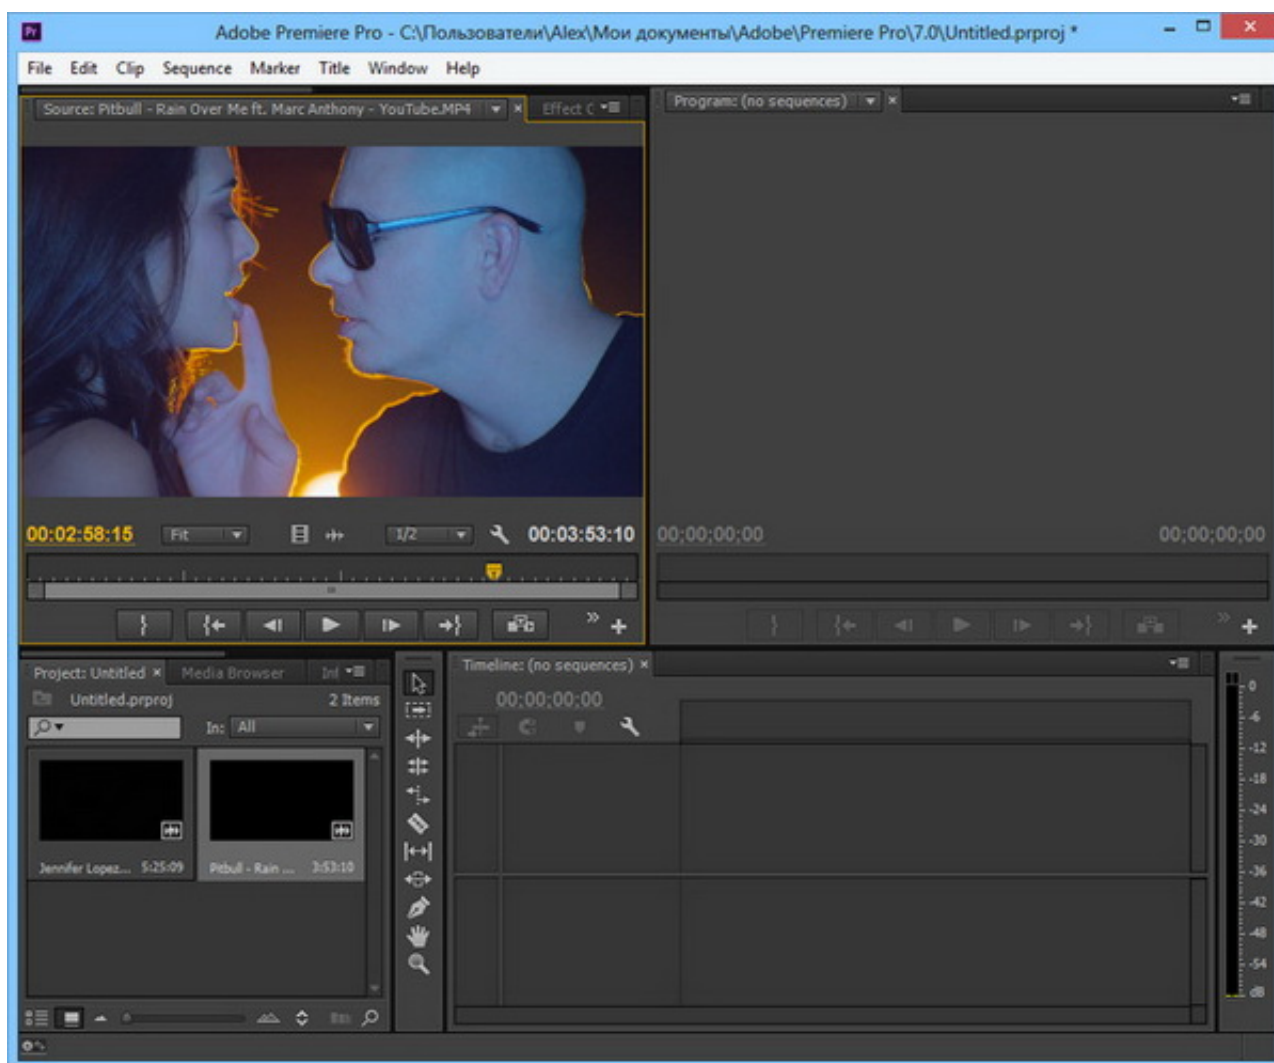 Pr Adobe Premiere Pro - C:\Пользователи\Alex\Мои документы\Adobe\Premiere Pro\7.0\Untitled.prproj *
File Edit Clip Sequence Marker Title Window Help
Source: Pitbull - Rain Over Me ft. Marc Anthony - YouTube.MP4 Effect C
Program: (no sequences)
00:02:58:15 Fit 1/2 00:03:53:10
00;00;00;00 00;00;00;00
Project: Untitled Media Browser Inf
Untitled.prproj 2 Items
In: All
Jennifer Lopez... 5:25:09 Pitbull - Rain ... 3:53:10
Timeline: (no sequences)
00;00;00;00
0
-6
-12
-18
-24
-30
-36
-42
-48
-54
dB